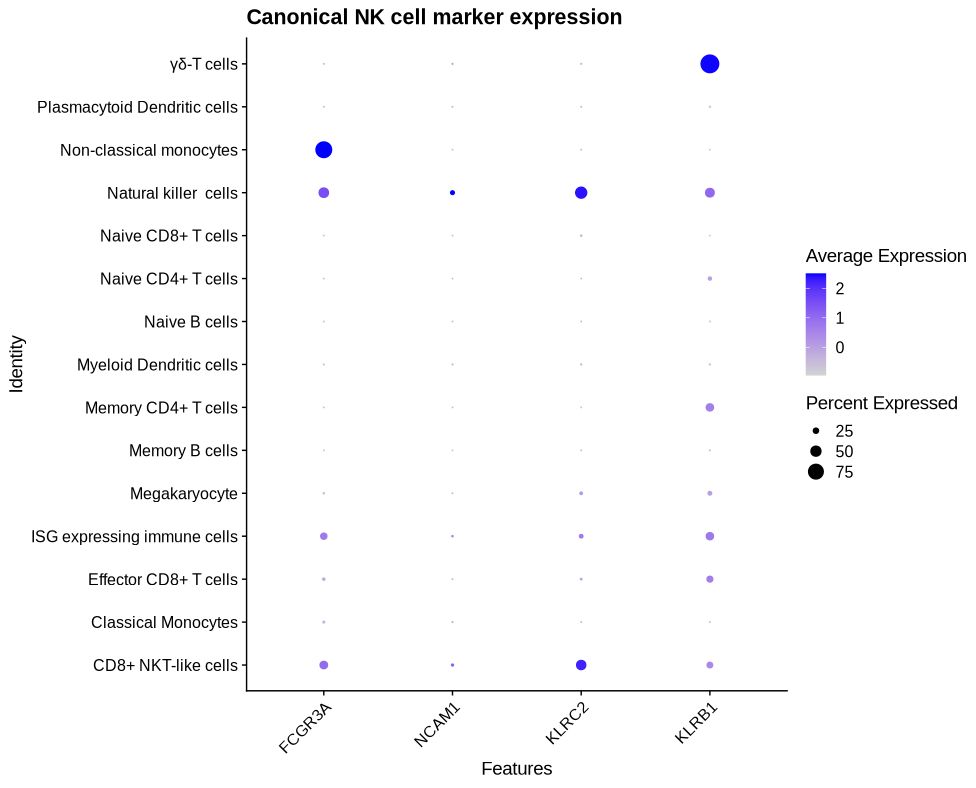 Canonical NK cell marker expression
γδ-T cells
Plasmacytoid Dendritic cells
Non-classical monocytes
Natural killer  cells
Naive CD8+ T cells
Naive CD4+ T cells
Naive B cells
Myeloid Dendritic cells
Memory CD4+ T cells
Memory B cells
Megakaryocyte
ISG expressing immune cells
Effector CD8+ T cells
Classical Monocytes
CD8+ NKT-like cells
Identity
FCGR3A
NCAM1
KLRC2
KLRB1
Features
Average Expression
2
1
0
Percent Expressed
25
50
75